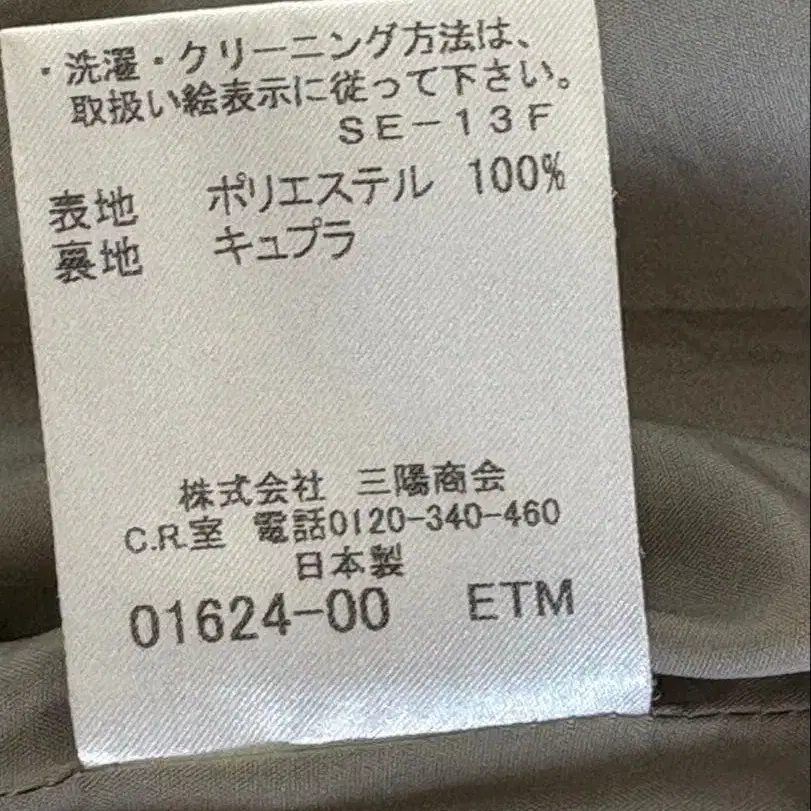 ・洗濯・クリーニング方法は、
取扱い絵表示に従って下さい。
SE-13F
表地 ポリエステル 100%
裏地 キュプラ
株式会社 三陽商会
C.R.室 電話0120-340-460
日本製
01624-00 ETM